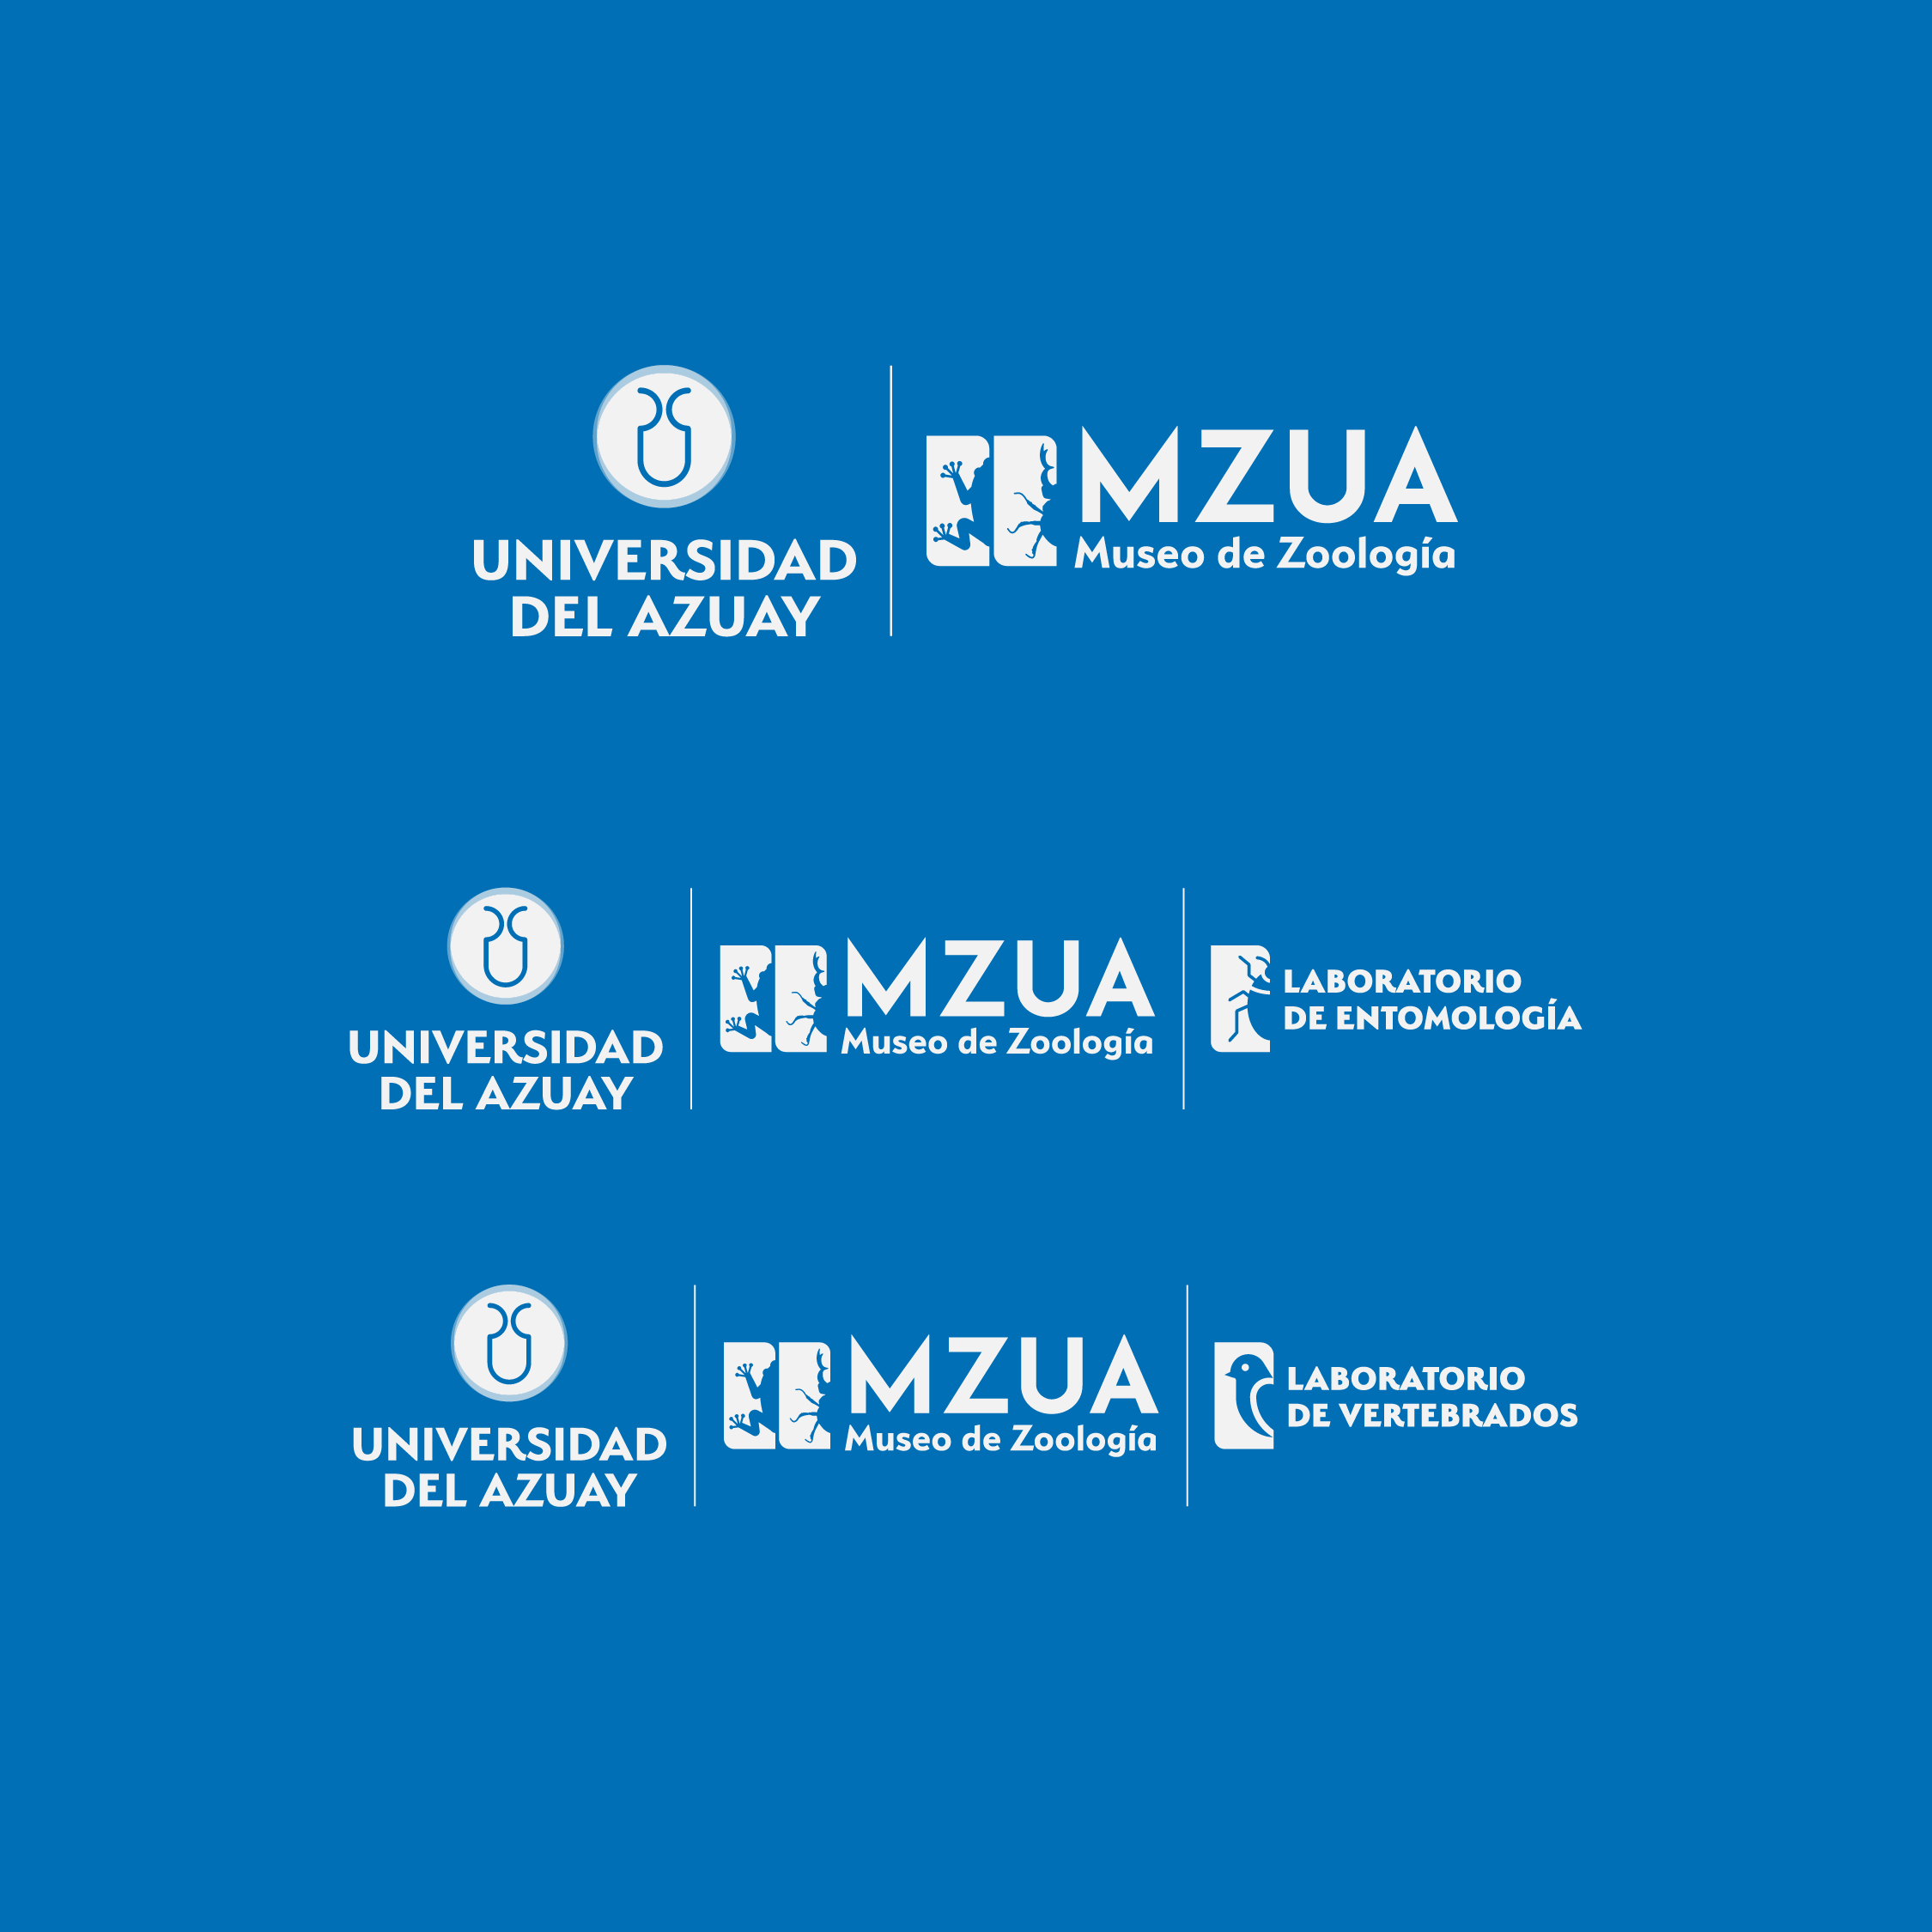 UNIVERSIDAD
DEL AZUAY
MZUA
Museo de Zoología
UNIVERSIDAD
DEL AZUAY
MZUA
Museo de Zoología
LABORATORIO
DE ENTOMOLOGÍA
UNIVERSIDAD
DEL AZUAY
MZUA
Museo de Zoología
LABORATORIO
DE VERTEBRADOS